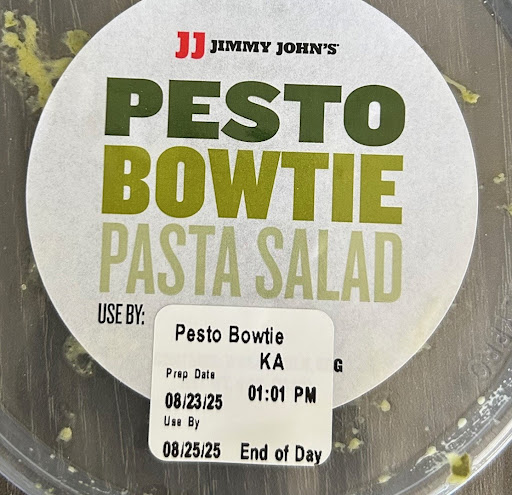 JJ JIMMY JOHN'S
PESTO
BOWTIE
PASTA SALAD
USE BY:
Pesto Bowtie
KA
Prep Date
08/23/25 01:01 PM
Use By
08/25/25 End of Day